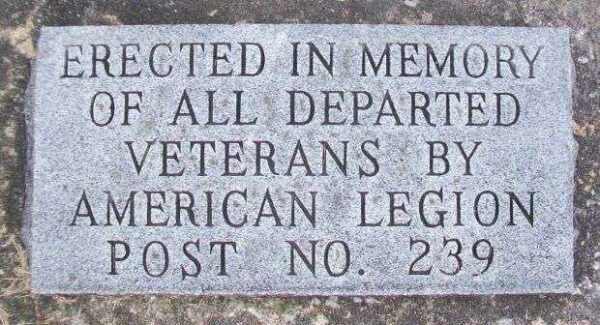 ERECTED IN MEMORY
OF ALL DEPARTED
VETERANS BY
AMERICAN LEGION
POST NO. 239